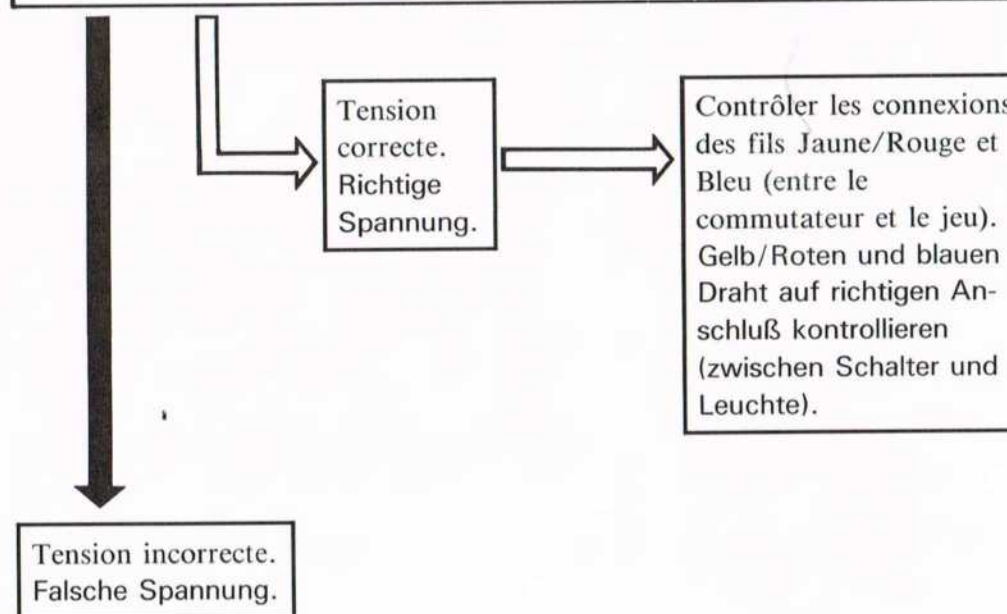 Tension
correcte.
Richtige
Spannung.
Contrôler les connexions
des fils Jaune/Rouge et
Bleu (entre le
commutateur et le jeu).
Gelb/Roten und blauen
Draht auf richtigen An-
schluß kontrollieren
(zwischen Schalter und
Leuchte).
Tension incorrecte.
Falsche Spannung.